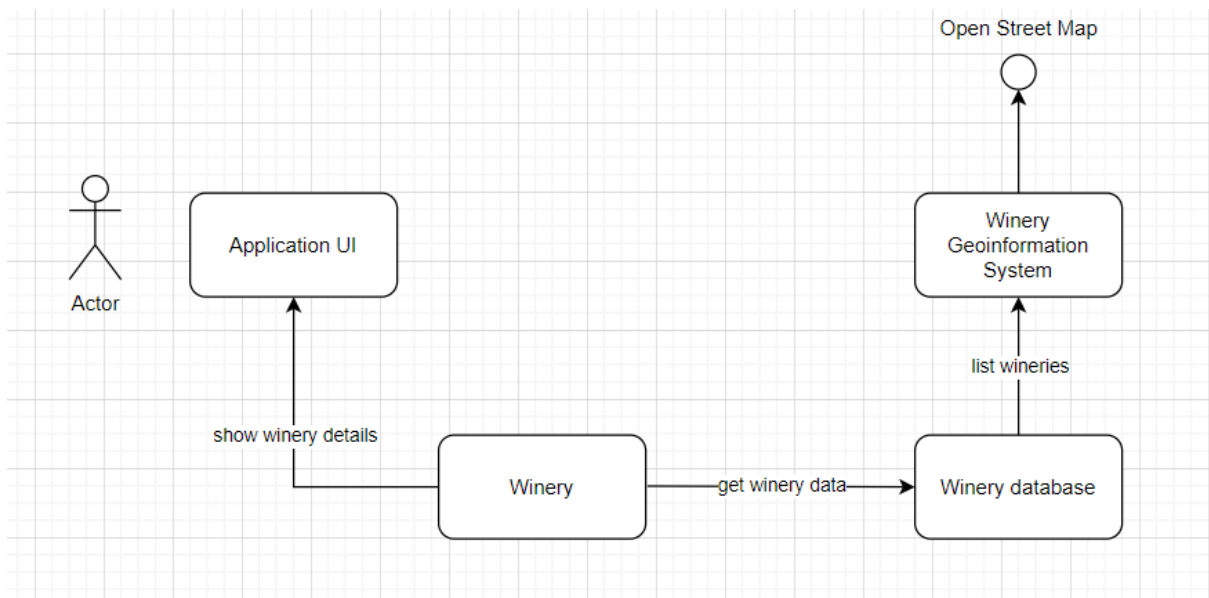 Open Street Map
Application UI
Winery
Geoinformation
System
Actor
list wineries
show winery details
Winery
get winery data
Winery database